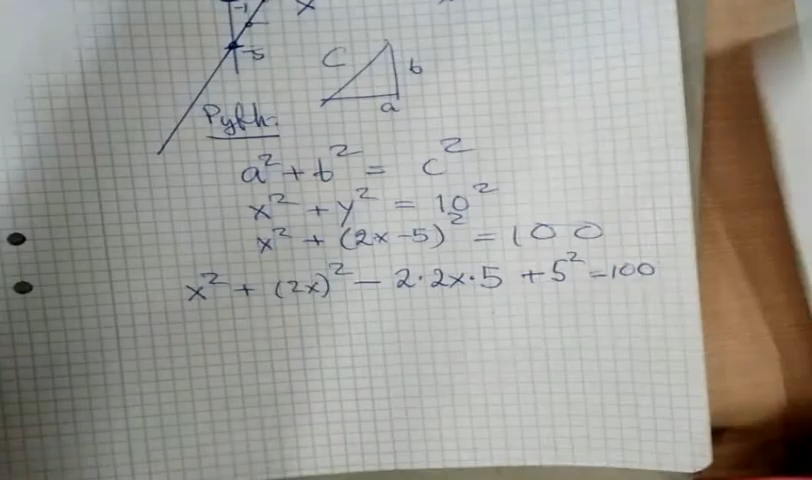 -1
x
-5
C
b
a
Pyth.
a² + b² = c²
x² + y² = 10²
x² + (2x - 5)² = 100
x² + (2x)² - 2·2x·5 + 5² = 100